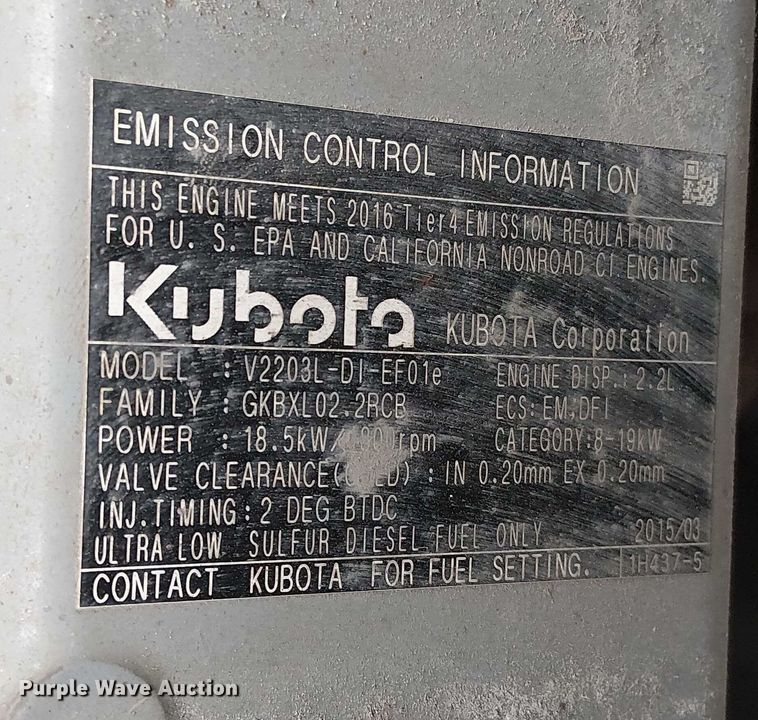 EMISSION CONTROL INFORMATION
THIS ENGINE MEETS 2016 Tier4 EMISSION REGULATIONS
FOR U. S. EPA AND CALIFORNIA NONROAD CI ENGINES.
Kubota KUBOTA Corporation
MODEL : V2203L-DI-EF01e ENGINE DISP.: 2.2L
FAMILY : GKBXL02.2RCB ECS: EM;DFI
POWER : 18.5kW/ rpm CATEGORY:8-19kW
VALVE CLEARANCE( ) : IN 0.20mm EX 0.20mm
INJ.TIMING: 2 DEG BTDC
ULTRA LOW SULFUR DIESEL FUEL ONLY 2015/03
CONTACT KUBOTA FOR FUEL SETTING. 1H437-5
Purple Wave Auction